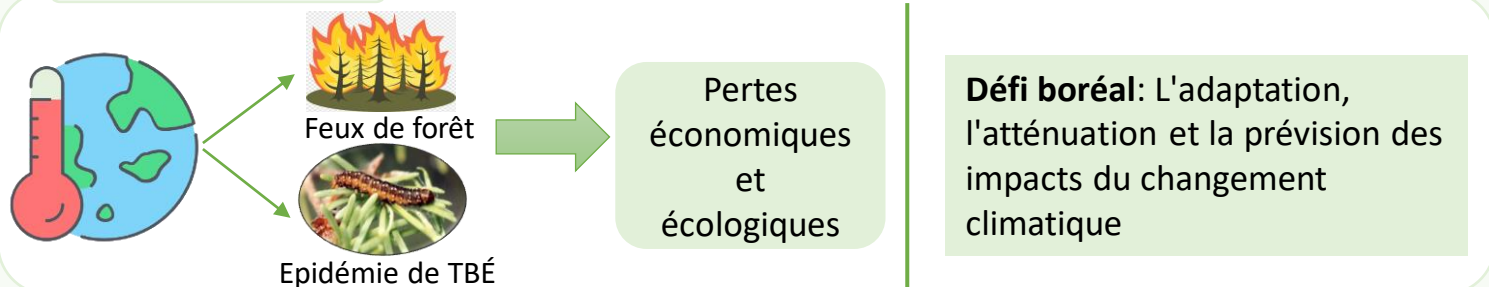 Feux de forêt
Epidémie de TBÉ
Pertes
économiques
et
écologiques
Défi boréal: L'adaptation,
l'atténuation et la prévision des
impacts du changement
climatique